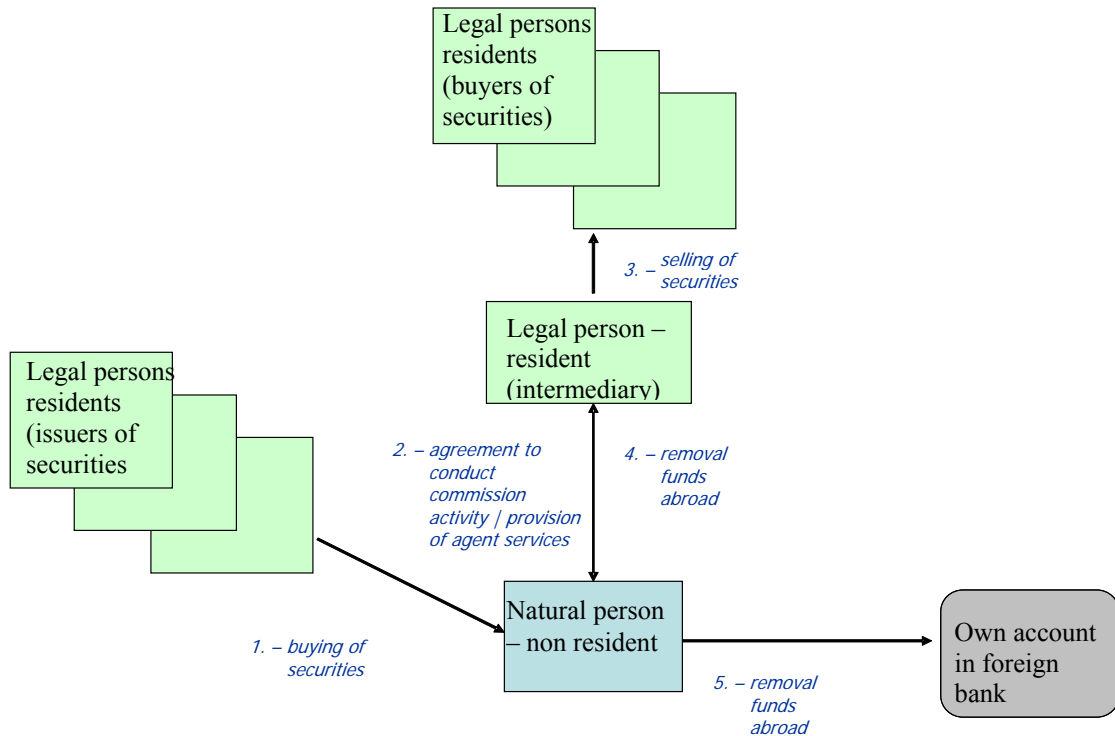 Legal persons
residents
(buyers of
securities)
3. – selling of
securities
Legal person –
resident
(intermediary)
Legal persons
residents
(issuers of
securities
2. – agreement to
conduct
commission
activity / provision
of agent services
4. – removal
funds
abroad
Natural person
– non resident
1. – buying of
securities
5. – removal
funds
abroad
Own account
in foreign
bank